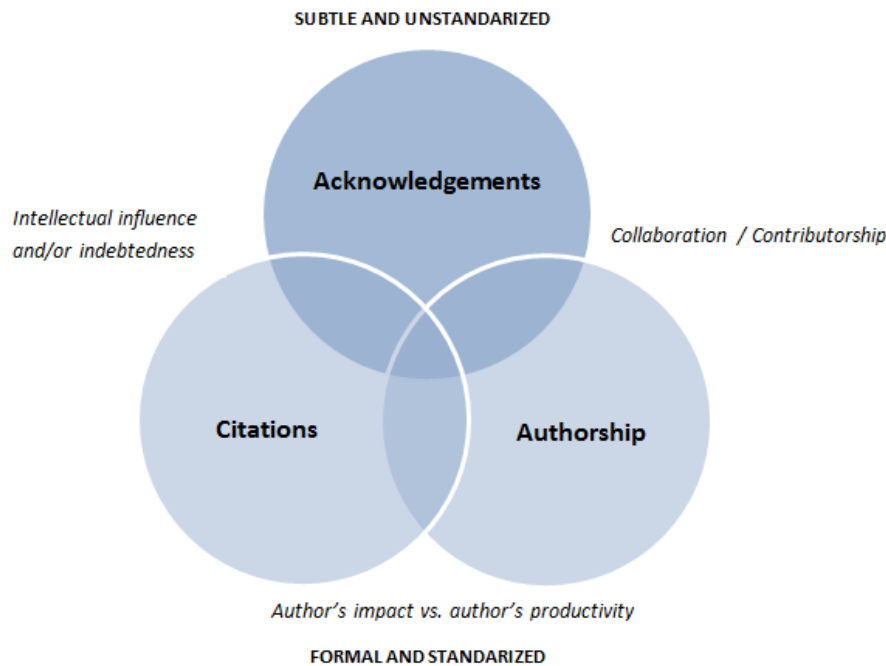 SUBTLE AND UNSTANDARIZED
Acknowledgements
Intellectual influence
and/or indebtedness
Collaboration / Contributorship
Citations
Authorship
Author's impact vs. author's productivity
FORMAL AND STANDARIZED